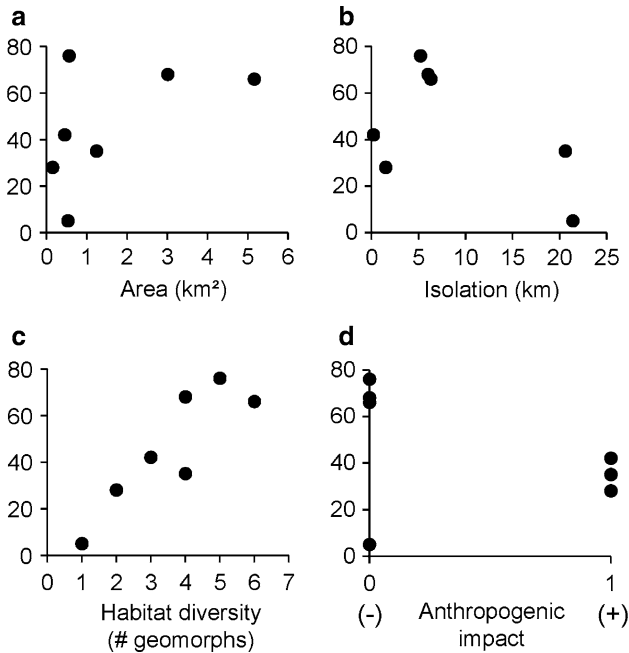 a
b
80
60
40
20
0
0 1 2 3 4 5 6
Area (km²)
80
60
40
20
0
0 5 10 15 20 25
Isolation (km)
c
d
80
60
40
20
0
0 1 2 3 4 5 6 7
Habitat diversity
(# geomorphs)
80
60
40
20
0
0 1
(-) Anthropogenic (+)
impact